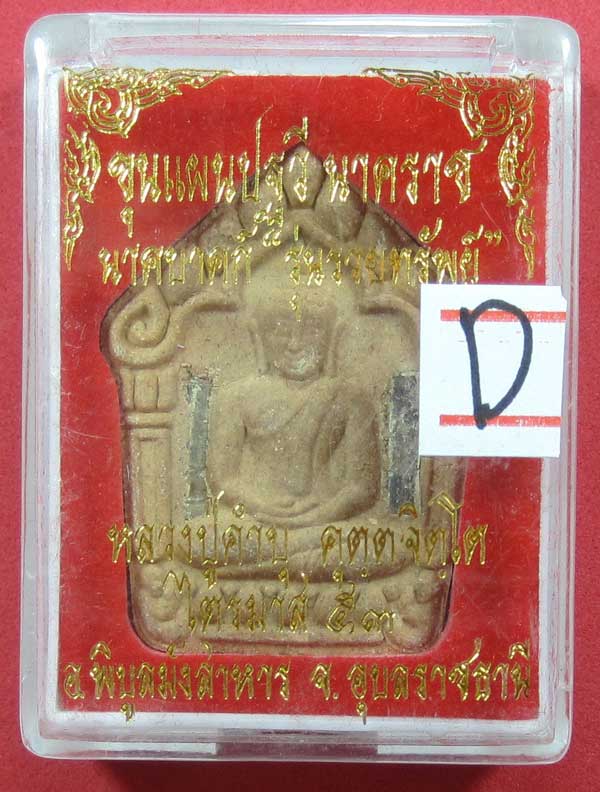 ขุนแผนปฐวี นาคราช
นาคบาศก์ "รุ่นรวยทรัพย์"
D
หลวงปู่คำบุ คุตฺตจิตฺโต
ไตรมาส ๕๓
อ.พิบูลมังสาหาร จ. อุบลราชธานี